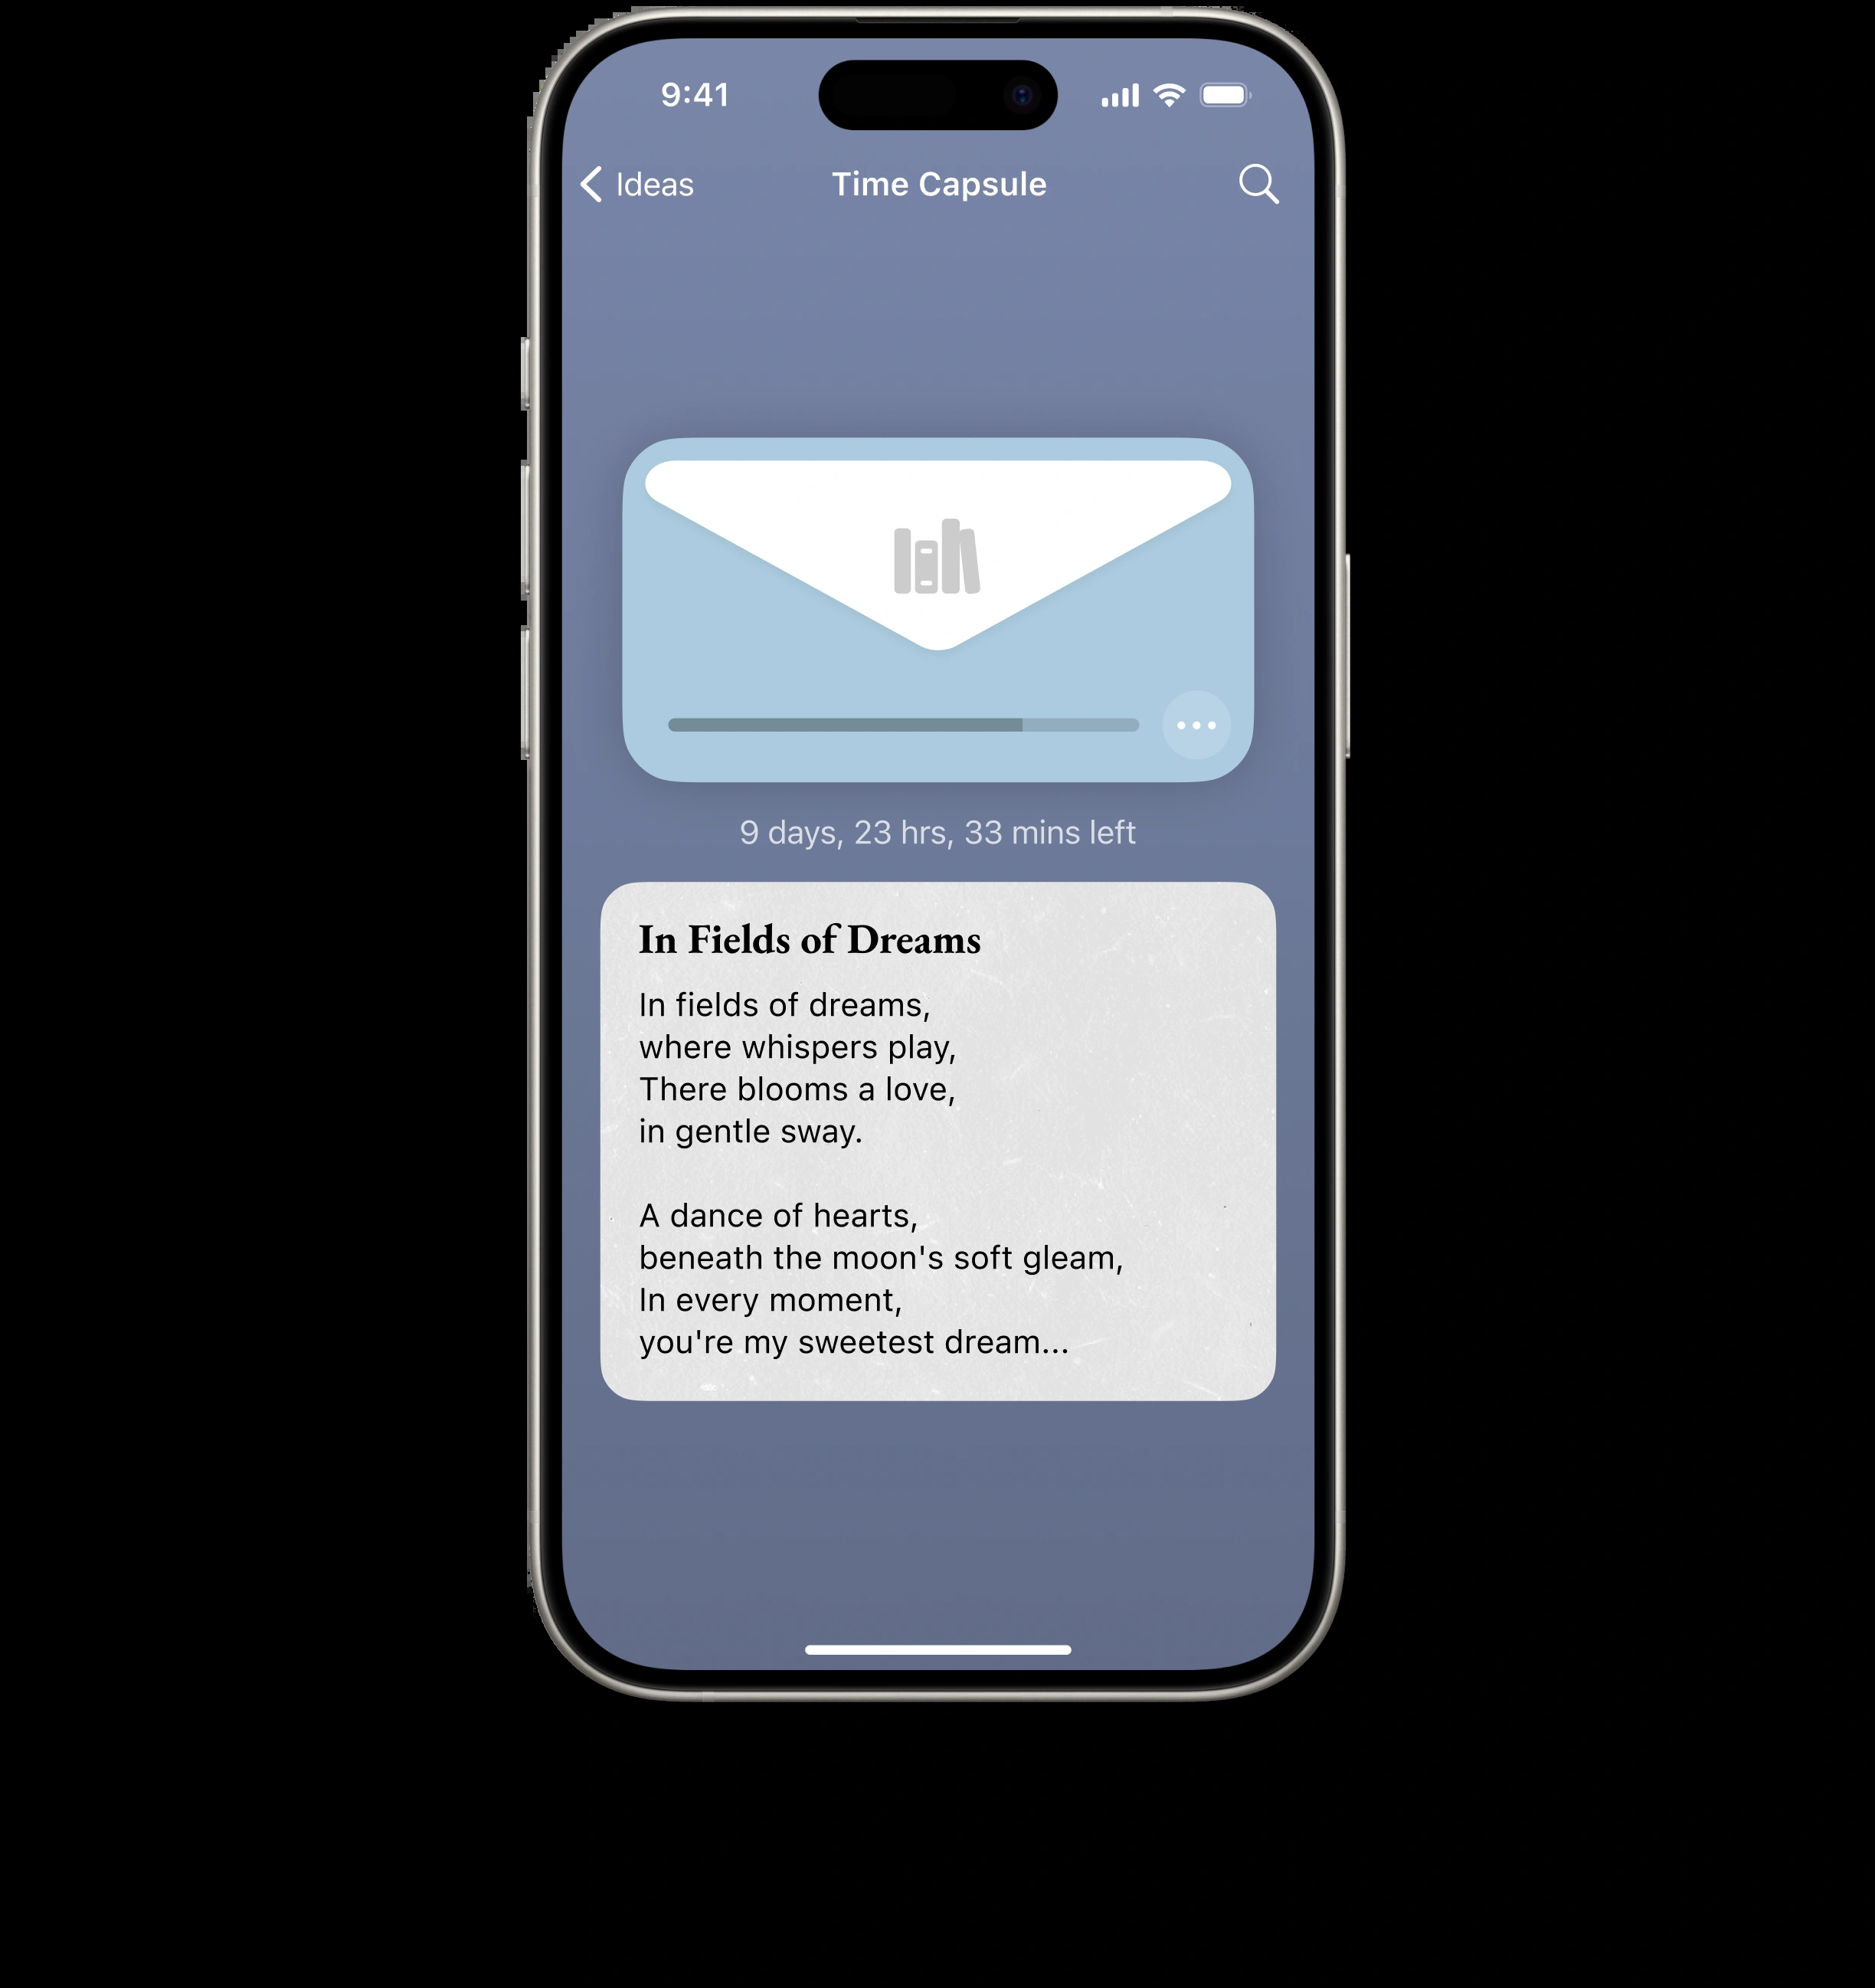 9:41
Ideas
Time Capsule
9 days, 23 hrs, 33 mins left
In Fields of Dreams
In fields of dreams,
where whispers play,
There blooms a love,
in gentle sway.
A dance of hearts,
beneath the moon's soft gleam,
In every moment,
you're my sweetest dream...